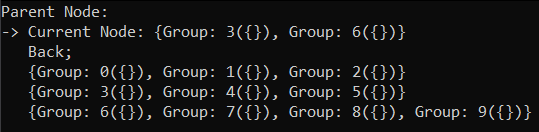 Parent Node:
-> Current Node: {Group: 3({}), Group: 6({})}
Back;
{Group: 0({}), Group: 1({}), Group: 2({})}
{Group: 3({}), Group: 4({}), Group: 5({})}
{Group: 6({}), Group: 7({}), Group: 8({}), Group: 9({})}